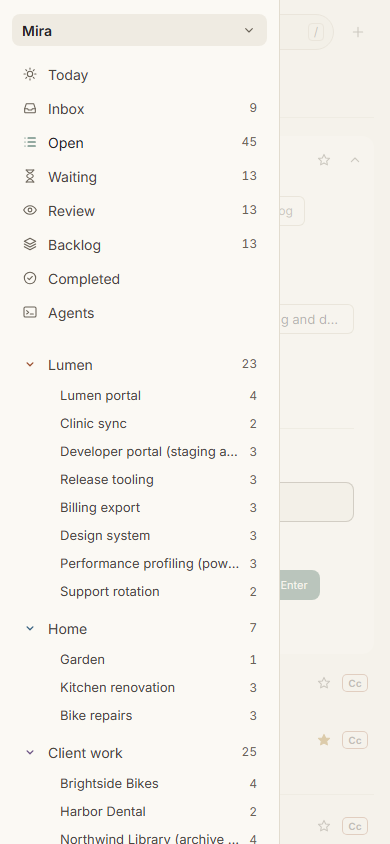 Mira
/
Today
Inbox 9
Open 45
Waiting 13
Review 13
og
Backlog 13
Completed
Agents
g and d...
Lumen 23
Lumen portal 4
Clinic sync 2
Developer portal (staging a... 3
Release tooling 3
Billing export 3
Design system 3
Performance profiling (pow... 3
Enter
Support rotation 2
Home 7
Garden 1
Kitchen renovation 3
Cc
Bike repairs 3
Cc
Client work 25
Brightside Bikes 4
Harbor Dental 2
Cc
Northwind Library (archive ... 4